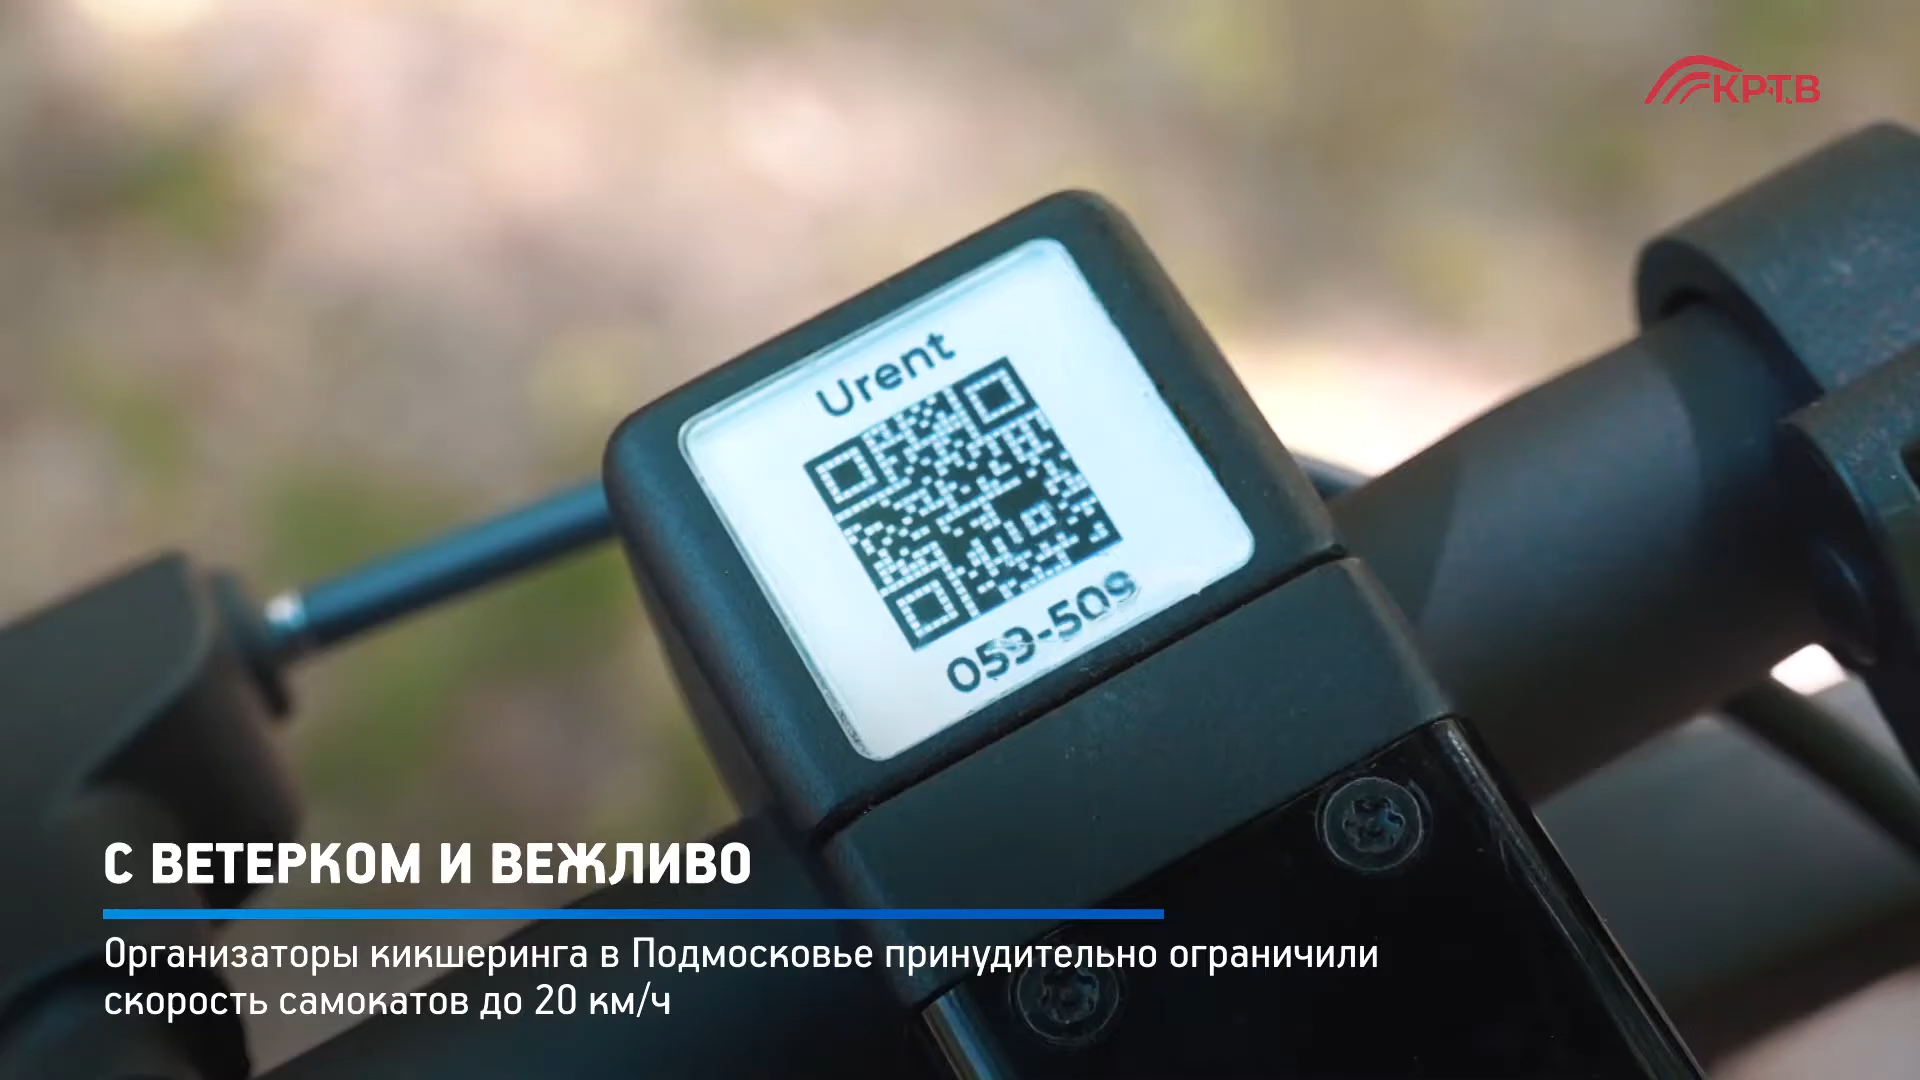 КРТВ
Urent
059-509
С ВЕТЕРКОМ И ВЕЖЛИВО
Организаторы кикшеринга в Подмосковье принудительно ограничили
скорость самокатов до 20 км/ч